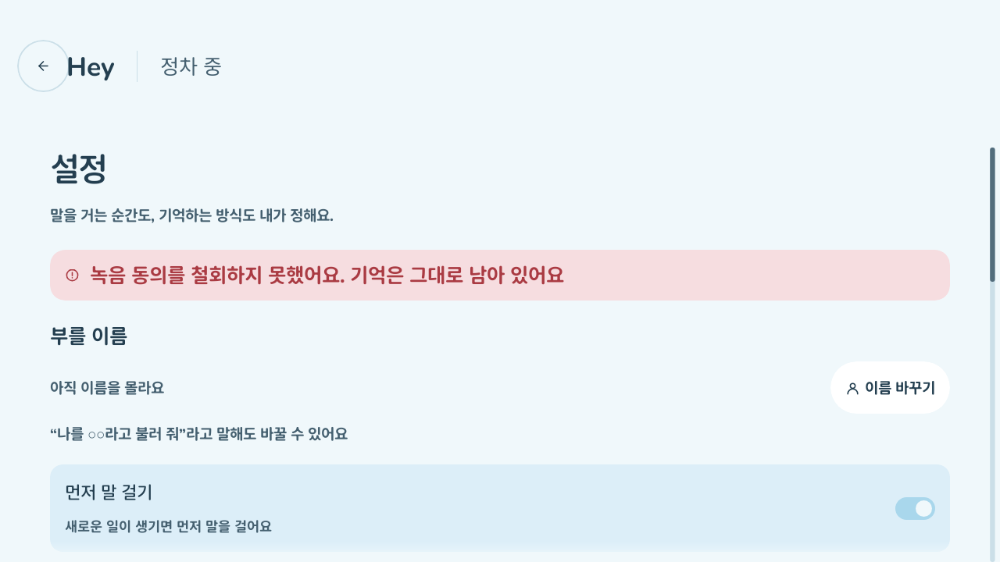 Hey
정차 중
설정
말을 거는 순간도, 기억하는 방식도 내가 정해요.
녹음 동의를 철회하지 못했어요. 기억은 그대로 남아 있어요
부를 이름
아직 이름을 몰라요
이름 바꾸기
“나를 ○○라고 불러 줘”라고 말해도 바꿀 수 있어요
먼저 말 걸기
새로운 일이 생기면 먼저 말을 걸어요